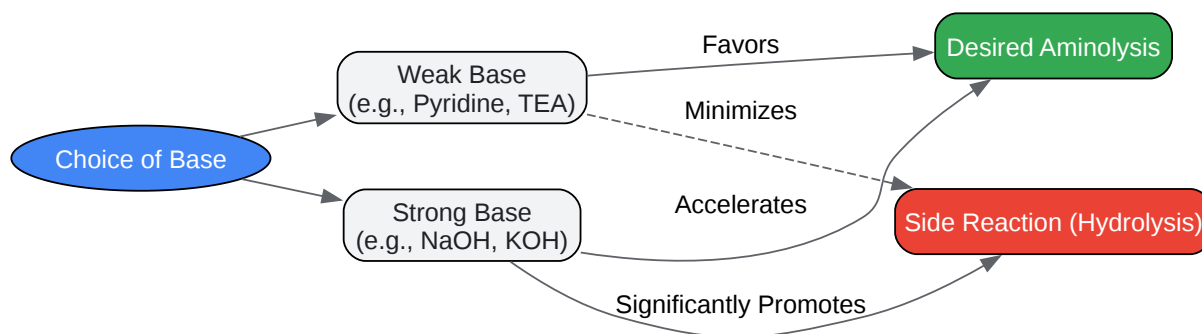 Favors
Desired Aminolysis
Weak Base
(e.g., Pyridine, TEA)
Minimizes
Choice of Base
Strong Base
(e.g., NaOH, KOH)
Accelerates
Side Reaction (Hydrolysis)
Significantly Promotes